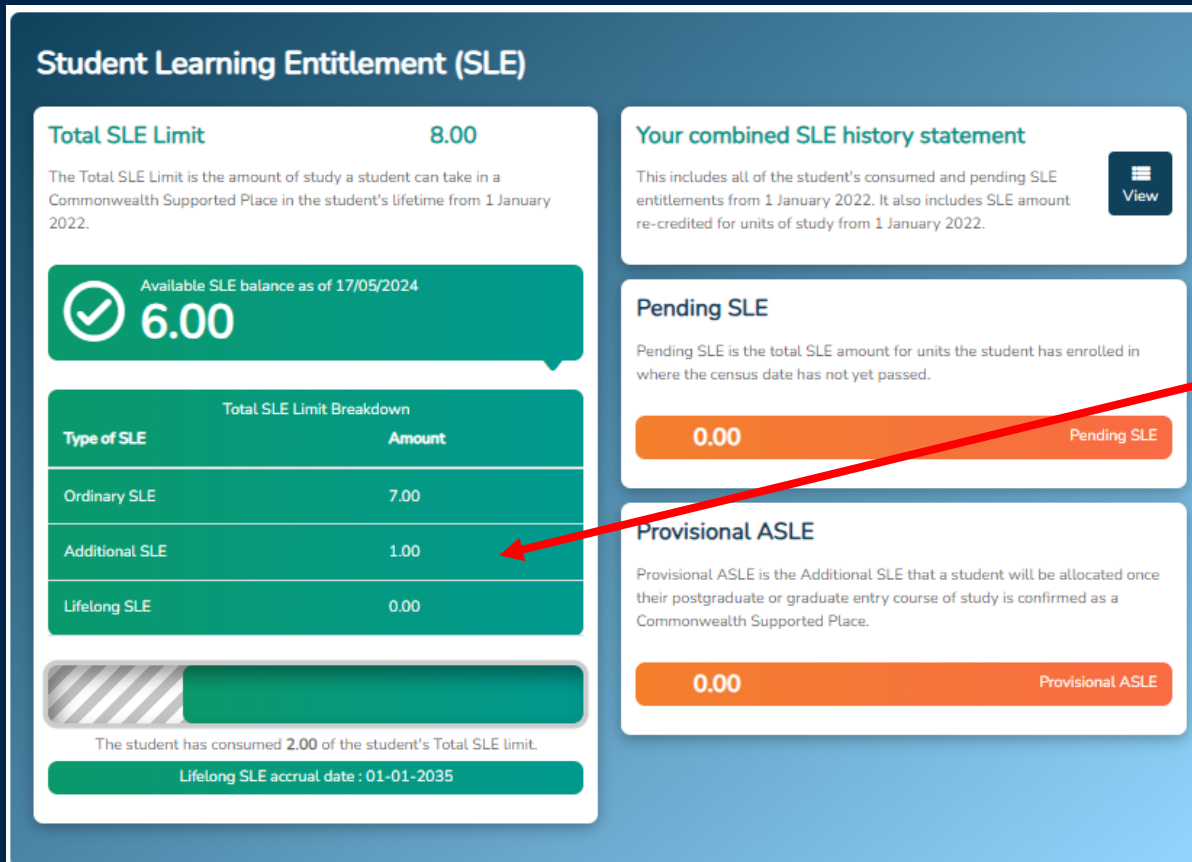 Student Learning Entitlement (SLE)
Total SLE Limit 8.00
The Total SLE Limit is the amount of study a student can take in a
Commonwealth Supported Place in the student's lifetime from 1 January
2022.
Available SLE balance as of 17/05/2024
6.00
Total SLE Limit Breakdown
Type of SLE Amount
Ordinary SLE 7.00
Additional SLE 1.00
Lifelong SLE 0.00
The student has consumed 2.00 of the student's Total SLE limit.
Lifelong SLE accrual date : 01-01-2035
Your combined SLE history statement
This includes all of the student's consumed and pending SLE
entitlements from 1 January 2022. It also includes SLE amount
re-credited for units of study from 1 January 2022.
View
Pending SLE
Pending SLE is the total SLE amount for units the student has enrolled in
where the census date has not yet passed.
0.00 Pending SLE
Provisional ASLE
Provisional ASLE is the Additional SLE that a student will be allocated once
their postgraduate or graduate entry course of study is confirmed as a
Commonwealth Supported Place.
0.00 Provisional ASLE